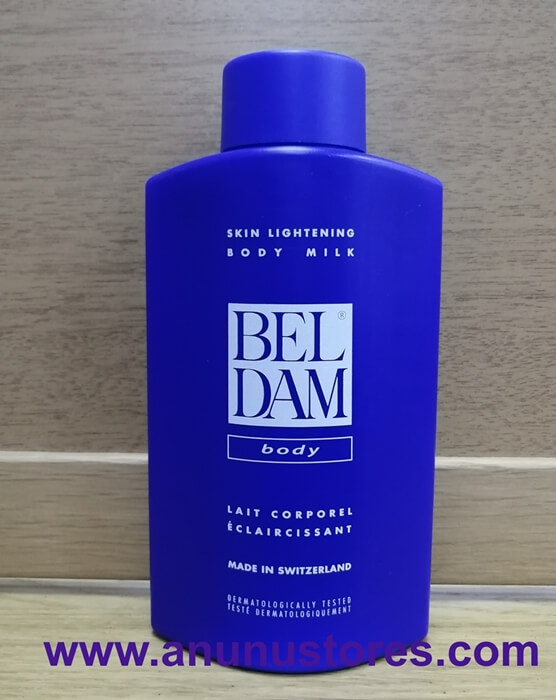 SKIN LIGHTENING
BODY MILK
BEL®
DAM
body
LAIT CORPOREL
ÉCLAIRCISSANT
MADE IN SWITZERLAND
DERMATOLOGICALLY TESTED
TESTÉ DERMATOLOGIQUEMENT
www.anunustores.com